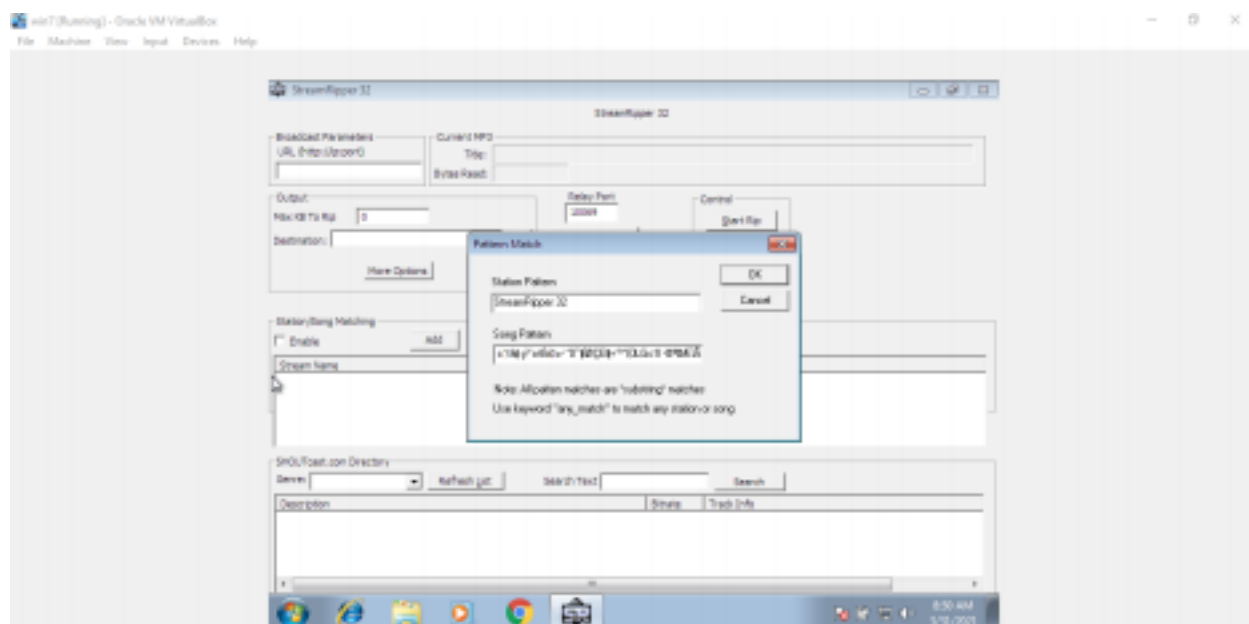 win7 [Running] - Oracle VM VirtualBox
File Machine View Input Devices Help
StreamRipper 32
StreamRipper 32
Broadcast Parameters
URL (http://ip:port)
Current MP3
Title:
Bytes Read:
Output
Max KB To Rip 0
Destination:
More Options
Relay Port
Control
Start Rip
Pattern Match
Station Pattern
StreamRipper 32
OK
Cancel
Song Pattern
Note: All pattern matches are "substring" matches
Use keyword "any_match" to match any station or song.
Station/Song Matching
Enable
Add
Stream Name
SHOUTcast.com Directory
Genre
Refresh List
Search Text
Search
Description
Bitrate
Track Info
8:50 AM